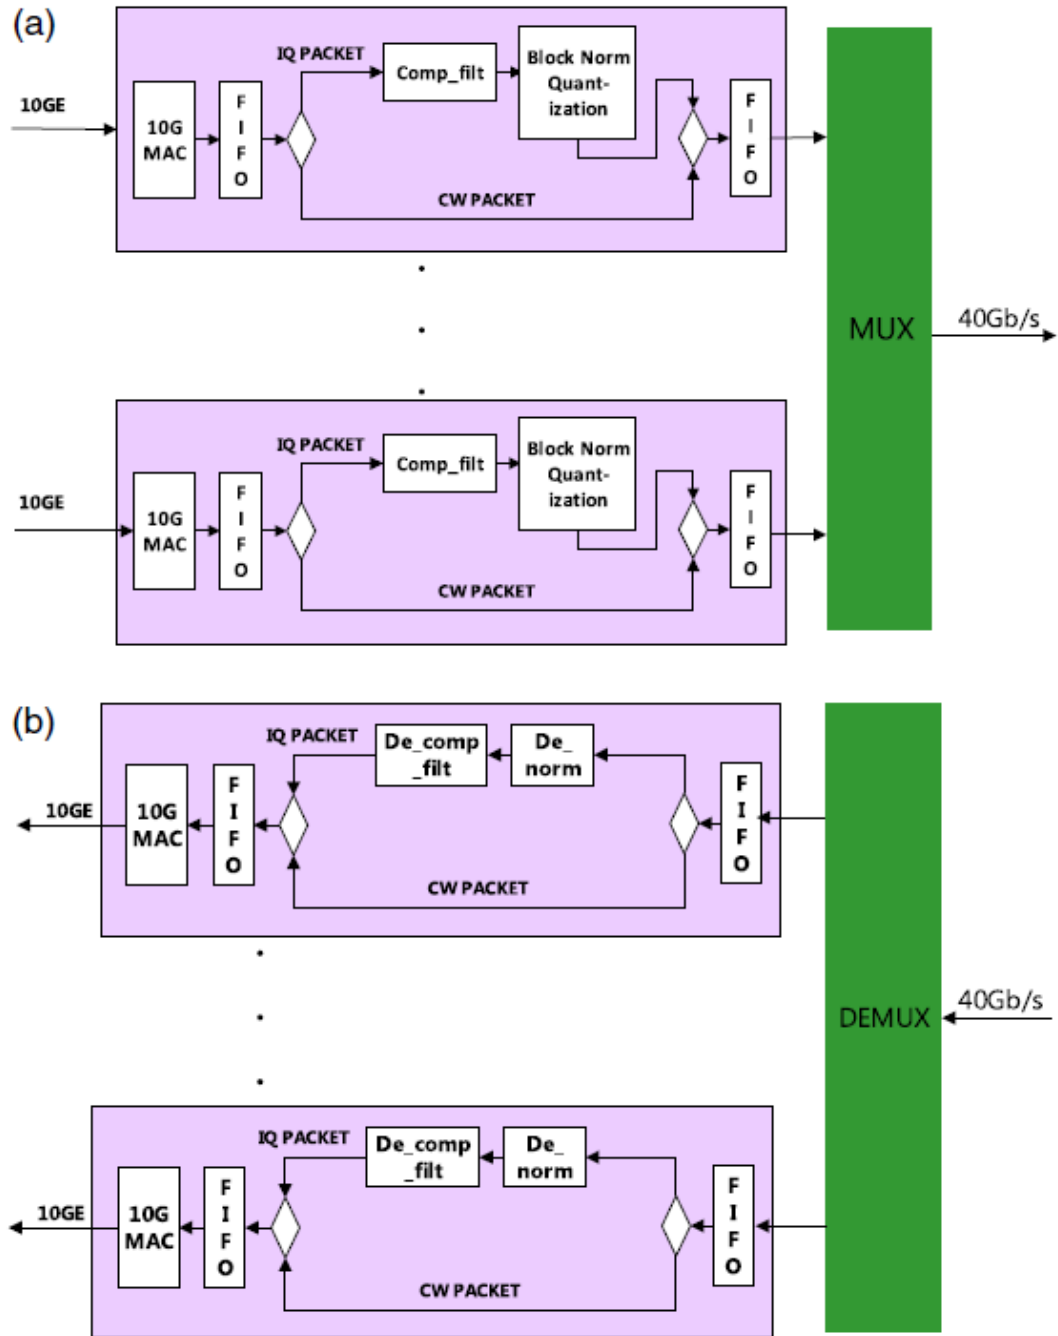 (a)
IQ PACKET
Comp_filt
Block Norm
Quant-
ization
10GE
10G
MAC
F
I
F
O
F
I
F
O
CW PACKET
MUX
40Gb/s
IQ PACKET
Comp_filt
Block Norm
Quant-
ization
10GE
10G
MAC
F
I
F
O
F
I
F
O
CW PACKET
(b)
IQ PACKET
De_comp
_filt
De_
norm
10GE
10G
MAC
F
I
F
O
F
I
F
O
CW PACKET
DEMUX
40Gb/s
IQ PACKET
De_comp
_filt
De_
norm
10GE
10G
MAC
F
I
F
O
F
I
F
O
CW PACKET